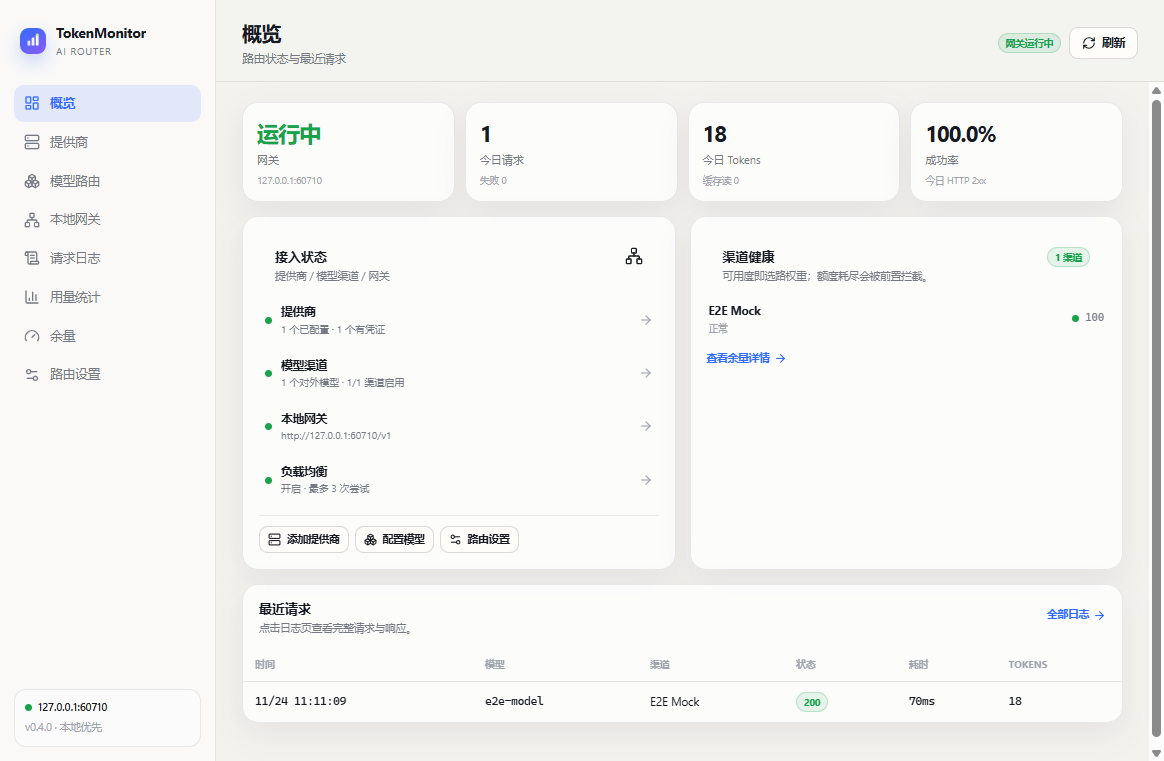 TokenMonitor
AI ROUTER
概览
提供商
模型路由
本地网关
请求日志
用量统计
余量
路由设置
127.0.0.1:60710
v0.4.0 · 本地优先
概览
路由状态与最近请求
网关运行中
刷新
运行中
网关
127.0.0.1:60710
1
今日请求
失败 0
18
今日 Tokens
缓存读 0
100.0%
成功率
今日 HTTP 2xx
接入状态
提供商 / 模型渠道 / 网关
提供商
1 个已配置 · 1 个有凭证
模型渠道
1 个对外模型 · 1/1 渠道启用
本地网关
http://127.0.0.1:60710/v1
负载均衡
开启 · 最多 3 次尝试
添加提供商
配置模型
路由设置
渠道健康
可用度即选路权重；额度耗尽会被前置拦截。
1 渠道
E2E Mock
正常
100
查看余量详情 →
最近请求
点击日志页查看完整请求与响应。
全部日志 →
时间 模型 渠道 状态 耗时 TOKENS
11/24 11:11:09 e2e-model E2E Mock 200 70ms 18